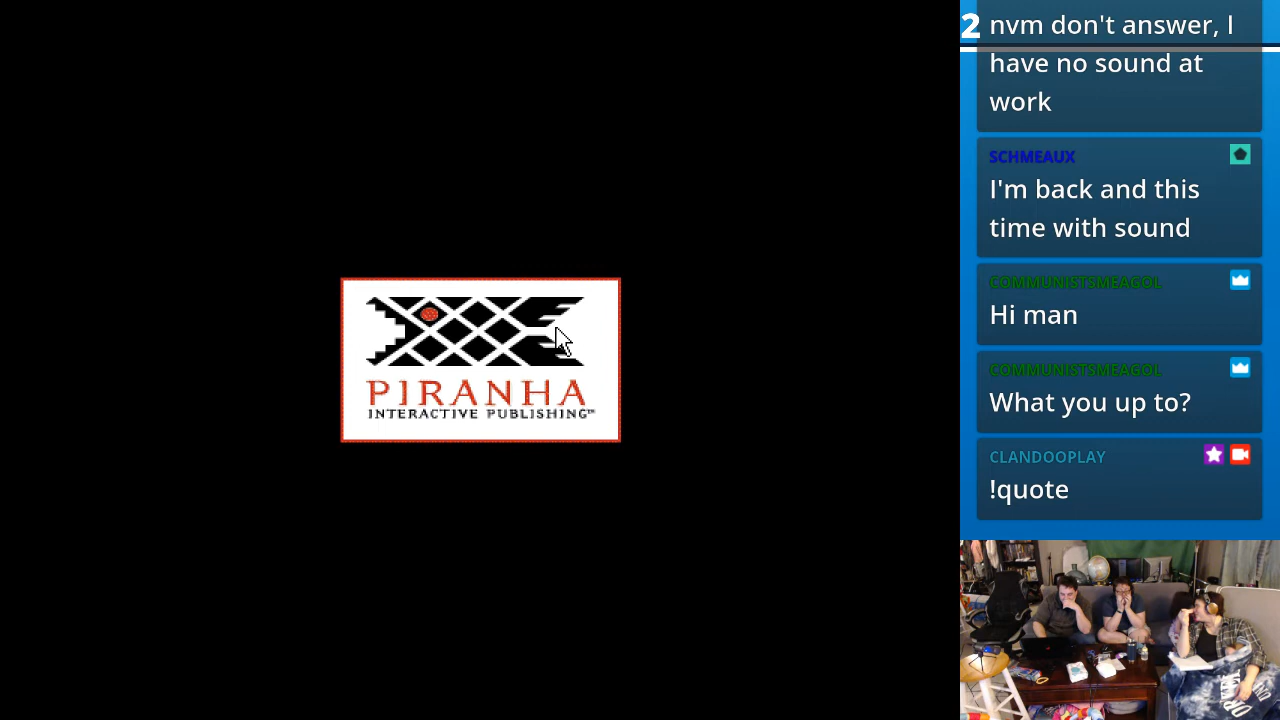 PIRANHA
INTERACTIVE PUBLISHING™
2
nvm don't answer, I
have no sound at
work
SCHMEAUX
I'm back and this
time with sound
COMMUNISTSMEAGOL
Hi man
COMMUNISTSMEAGOL
What you up to?
CLANDOOPLAY
!quote